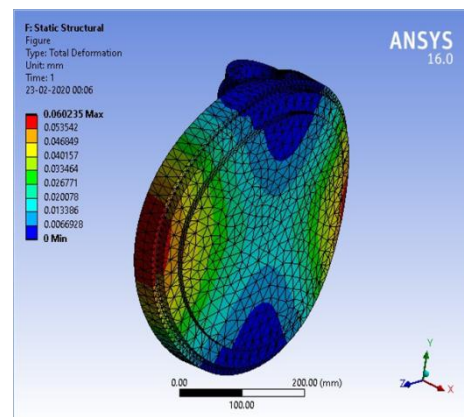 F: Static Structural
Figure
Type: Total Deformation
Unit: mm
Time: 1
23-02-2020 00:06
0.060235 Max
0.053542
0.046849
0.040157
0.033464
0.026771
0.020078
0.013386
0.0066928
0 Min
ANSYS
16.0
0.00 200.00 (mm)
100.00
Y
Z X